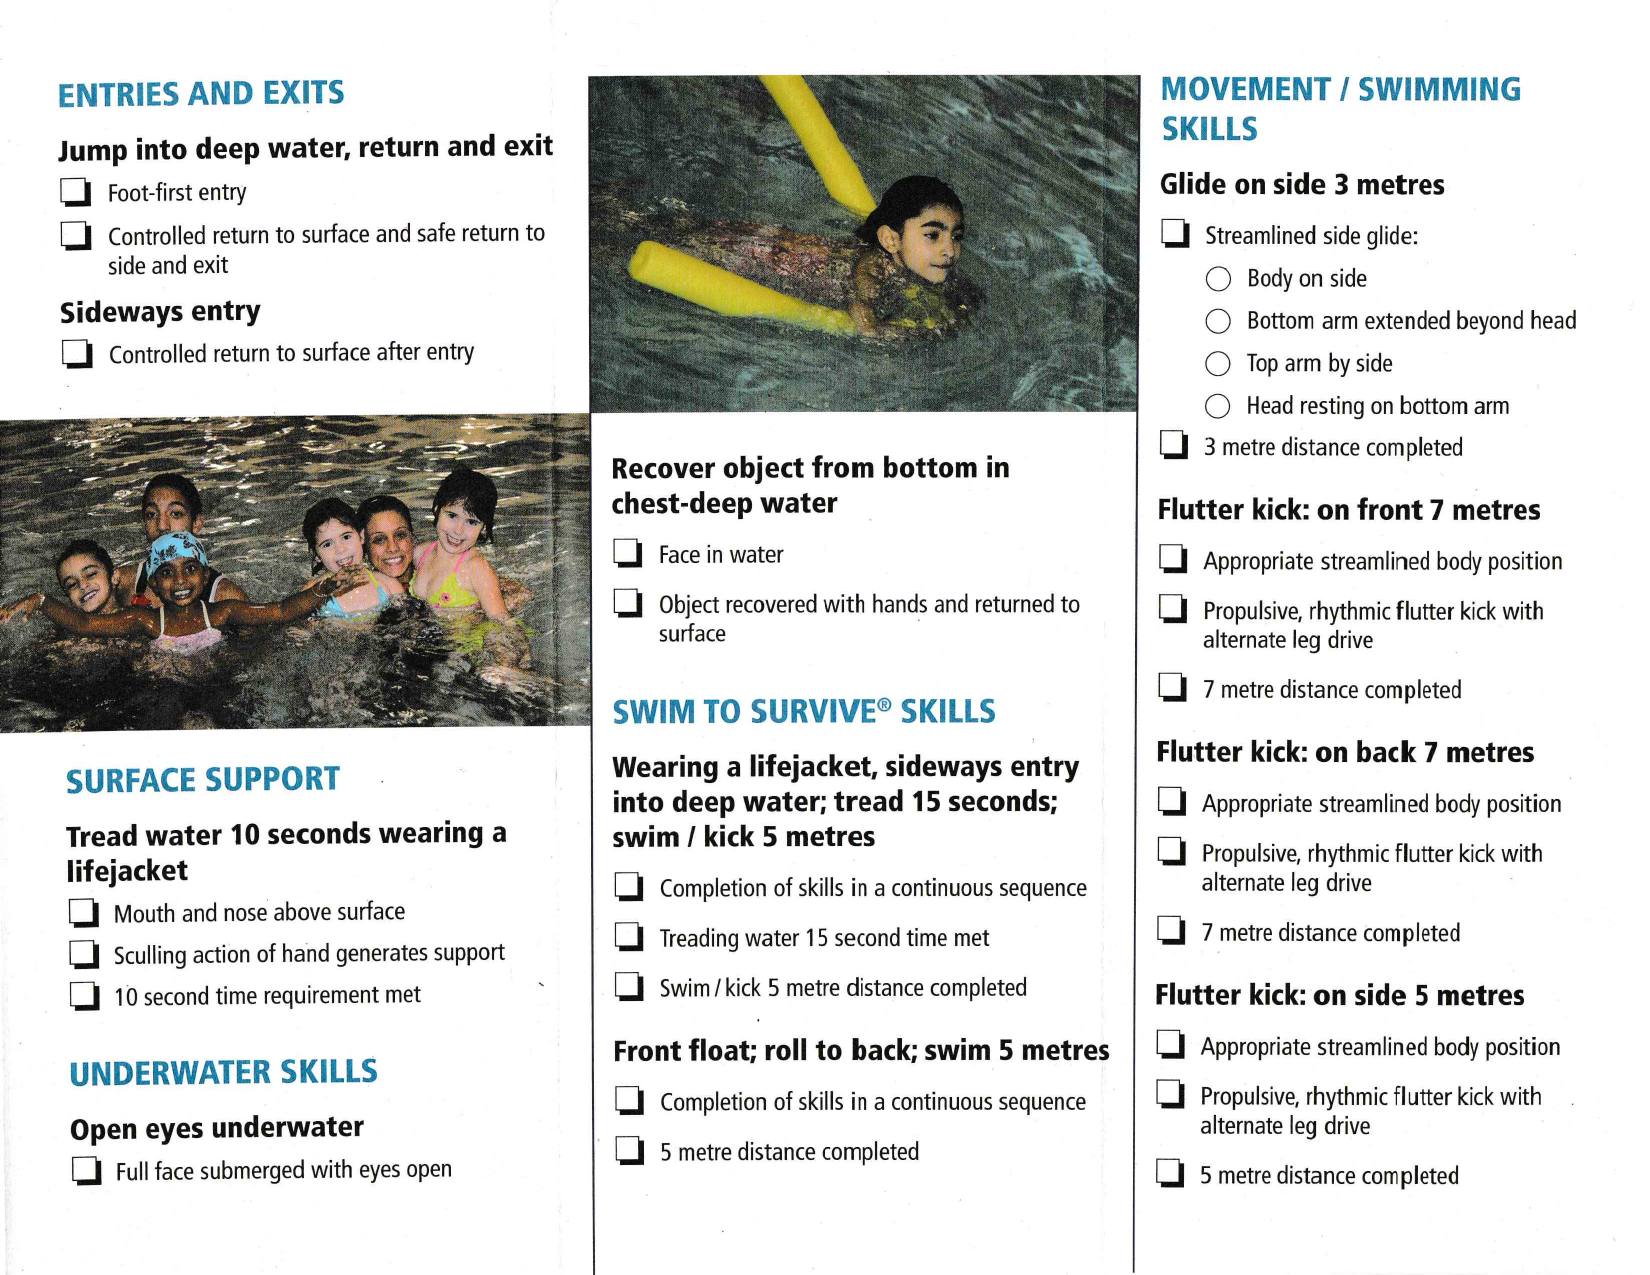 ENTRIES AND EXITS
Jump into deep water, return and exit
Foot-first entry
Controlled return to surface and safe return to
side and exit
Sideways entry
Controlled return to surface after entry
SURFACE SUPPORT
Tread water 10 seconds wearing a
lifejacket
Mouth and nose above surface
Sculling action of hand generates support
10 second time requirement met
UNDERWATER SKILLS
Open eyes underwater
Full face submerged with eyes open
Recover object from bottom in
chest-deep water
Face in water
Object recovered with hands and returned to
surface
SWIM TO SURVIVE® SKILLS
Wearing a lifejacket, sideways entry
into deep water; tread 15 seconds;
swim / kick 5 metres
Completion of skills in a continuous sequence
Treading water 15 second time met
Swim / kick 5 metre distance completed
Front float; roll to back; swim 5 metres
Completion of skills in a continuous sequence
5 metre distance completed
MOVEMENT / SWIMMING
SKILLS
Glide on side 3 metres
Streamlined side glide:
Body on side
Bottom arm extended beyond head
Top arm by side
Head resting on bottom arm
3 metre distance completed
Flutter kick: on front 7 metres
Appropriate streamlined body position
Propulsive, rhythmic flutter kick with
alternate leg drive
7 metre distance completed
Flutter kick: on back 7 metres
Appropriate streamlined body position
Propulsive, rhythmic flutter kick with
alternate leg drive
7 metre distance completed
Flutter kick: on side 5 metres
Appropriate streamlined body position
Propulsive, rhythmic flutter kick with
alternate leg drive
5 metre distance completed